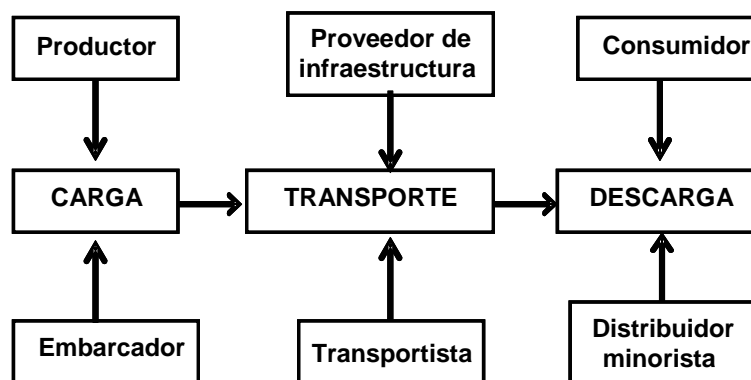 Productor
Proveedor de
infraestructura
Consumidor
CARGA
TRANSPORTE
DESCARGA
Embarcador
Transportista
Distribuidor
minorista